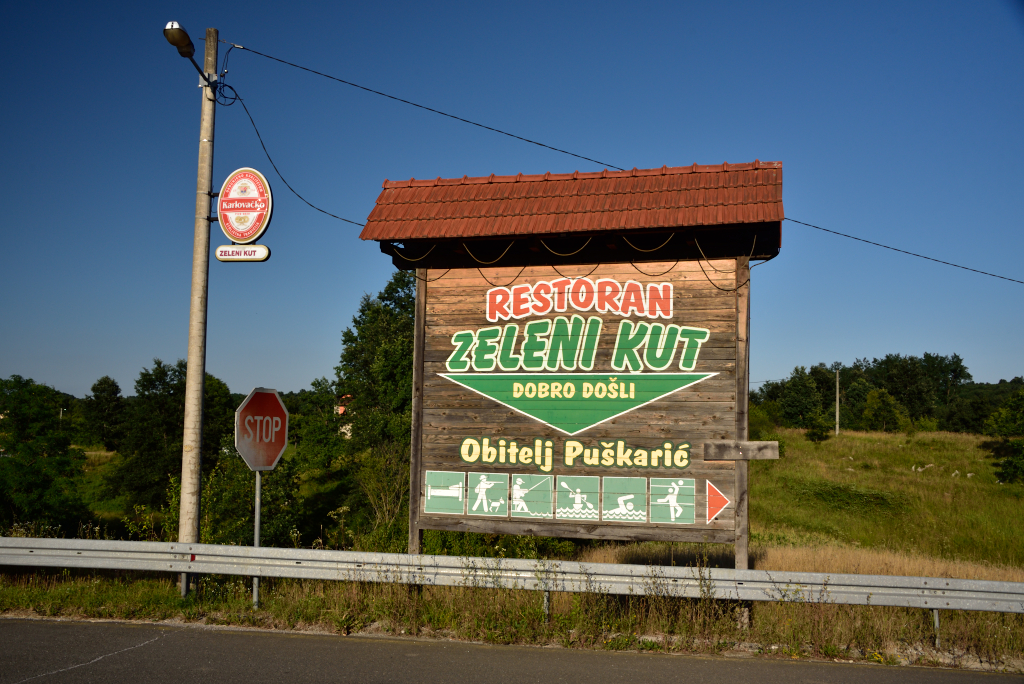 Karlovačko
ZELENI KUT
STOP
RESTORAN
ZELENI KUT
DOBRO DOŠLI
Obitelj Puškarić